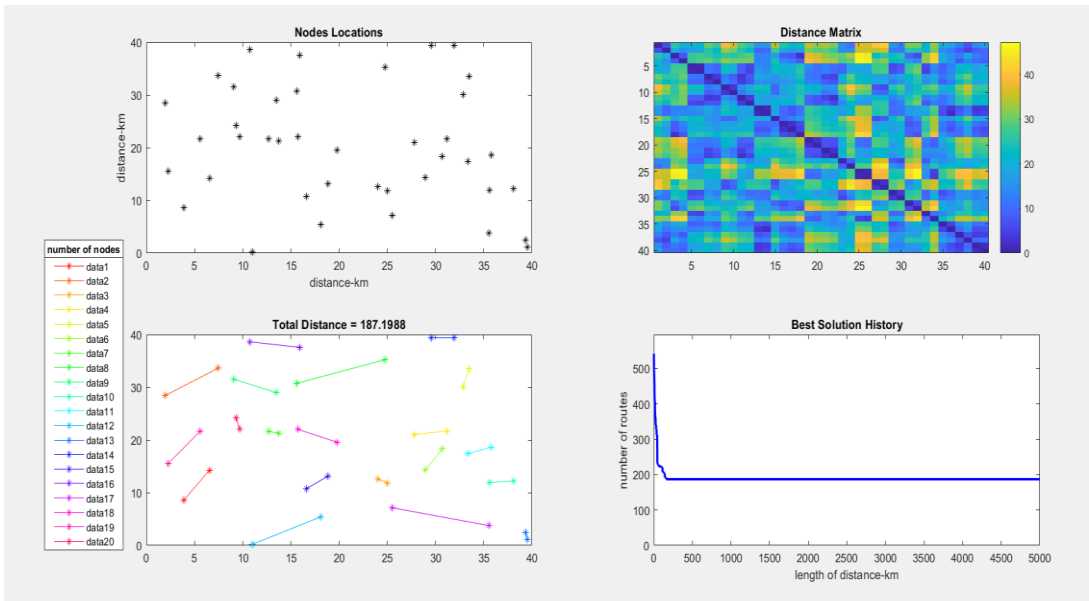 Nodes Locations
40
30
20
10
0
distance-km
0 5 10 15 20 25 30 35 40
distance-km
Distance Matrix
5
10
15
20
25
30
35
40
5 10 15 20 25 30 35 40
40
30
20
10
0
number of nodes
data1
data2
data3
data4
data5
data6
data7
data8
data9
data10
data11
data12
data13
data14
data15
data16
data17
data18
data19
data20
Total Distance = 187.1988
40
30
20
10
0
0 5 10 15 20 25 30 35 40
Best Solution History
500
400
300
200
100
0
number of routes
0 500 1000 1500 2000 2500 3000 3500 4000 4500 5000
length of distance-km